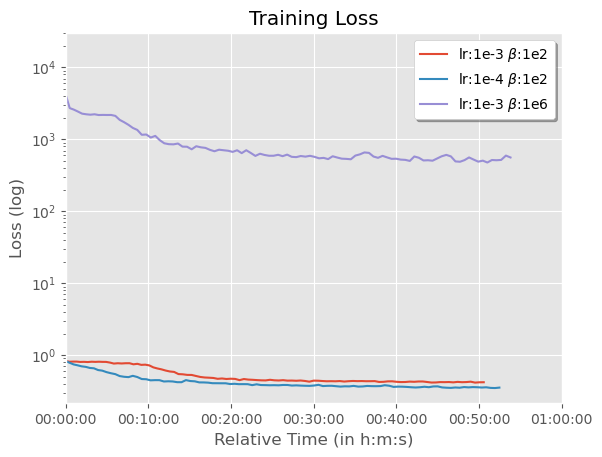 Training Loss
lr:1e-3 β:1e2
lr:1e-4 β:1e2
lr:1e-3 β:1e6
Loss (log)
10⁴
10³
10²
10¹
10⁰
00:00:00 00:10:00 00:20:00 00:30:00 00:40:00 00:50:00 01:00:00
Relative Time (in h:m:s)